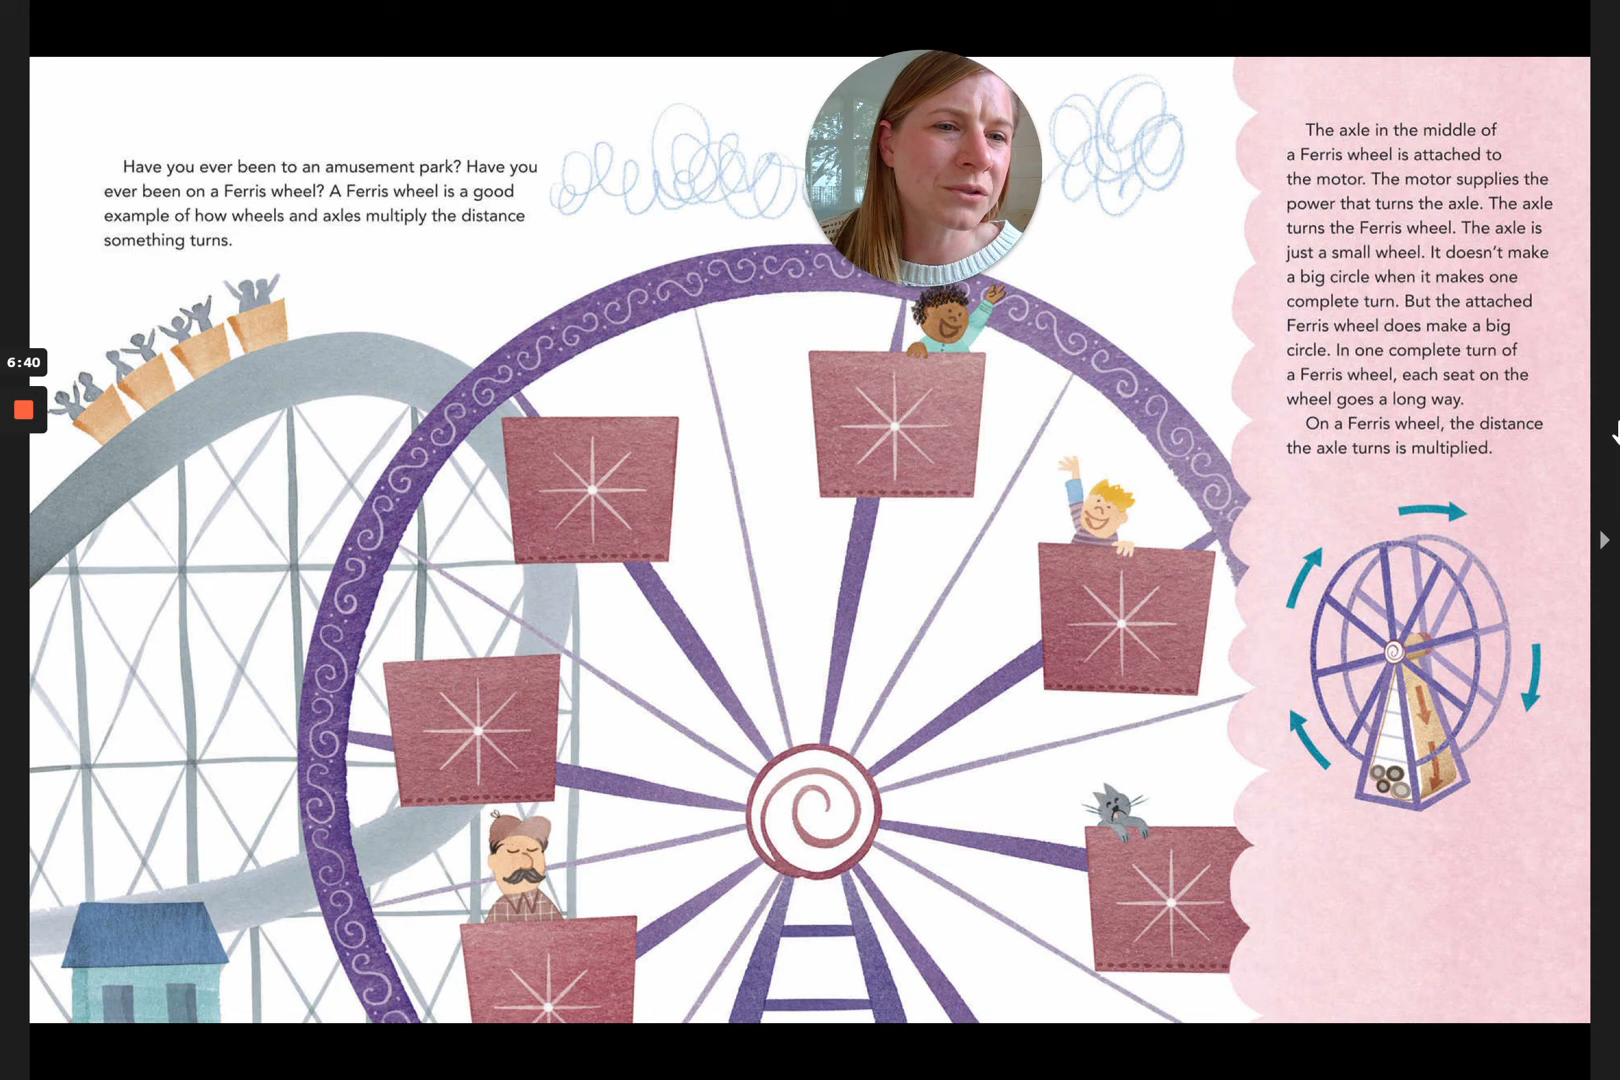 Have you ever been to an amusement park? Have you
ever been on a Ferris wheel? A Ferris wheel is a good
example of how wheels and axles multiply the distance
something turns.
6:40
The axle in the middle of
a Ferris wheel is attached to
the motor. The motor supplies the
power that turns the axle. The axle
turns the Ferris wheel. The axle is
just a small wheel. It doesn’t make
a big circle when it makes one
complete turn. But the attached
Ferris wheel does make a big
circle. In one complete turn of
a Ferris wheel, each seat on the
wheel goes a long way.
On a Ferris wheel, the distance
the axle turns is multiplied.